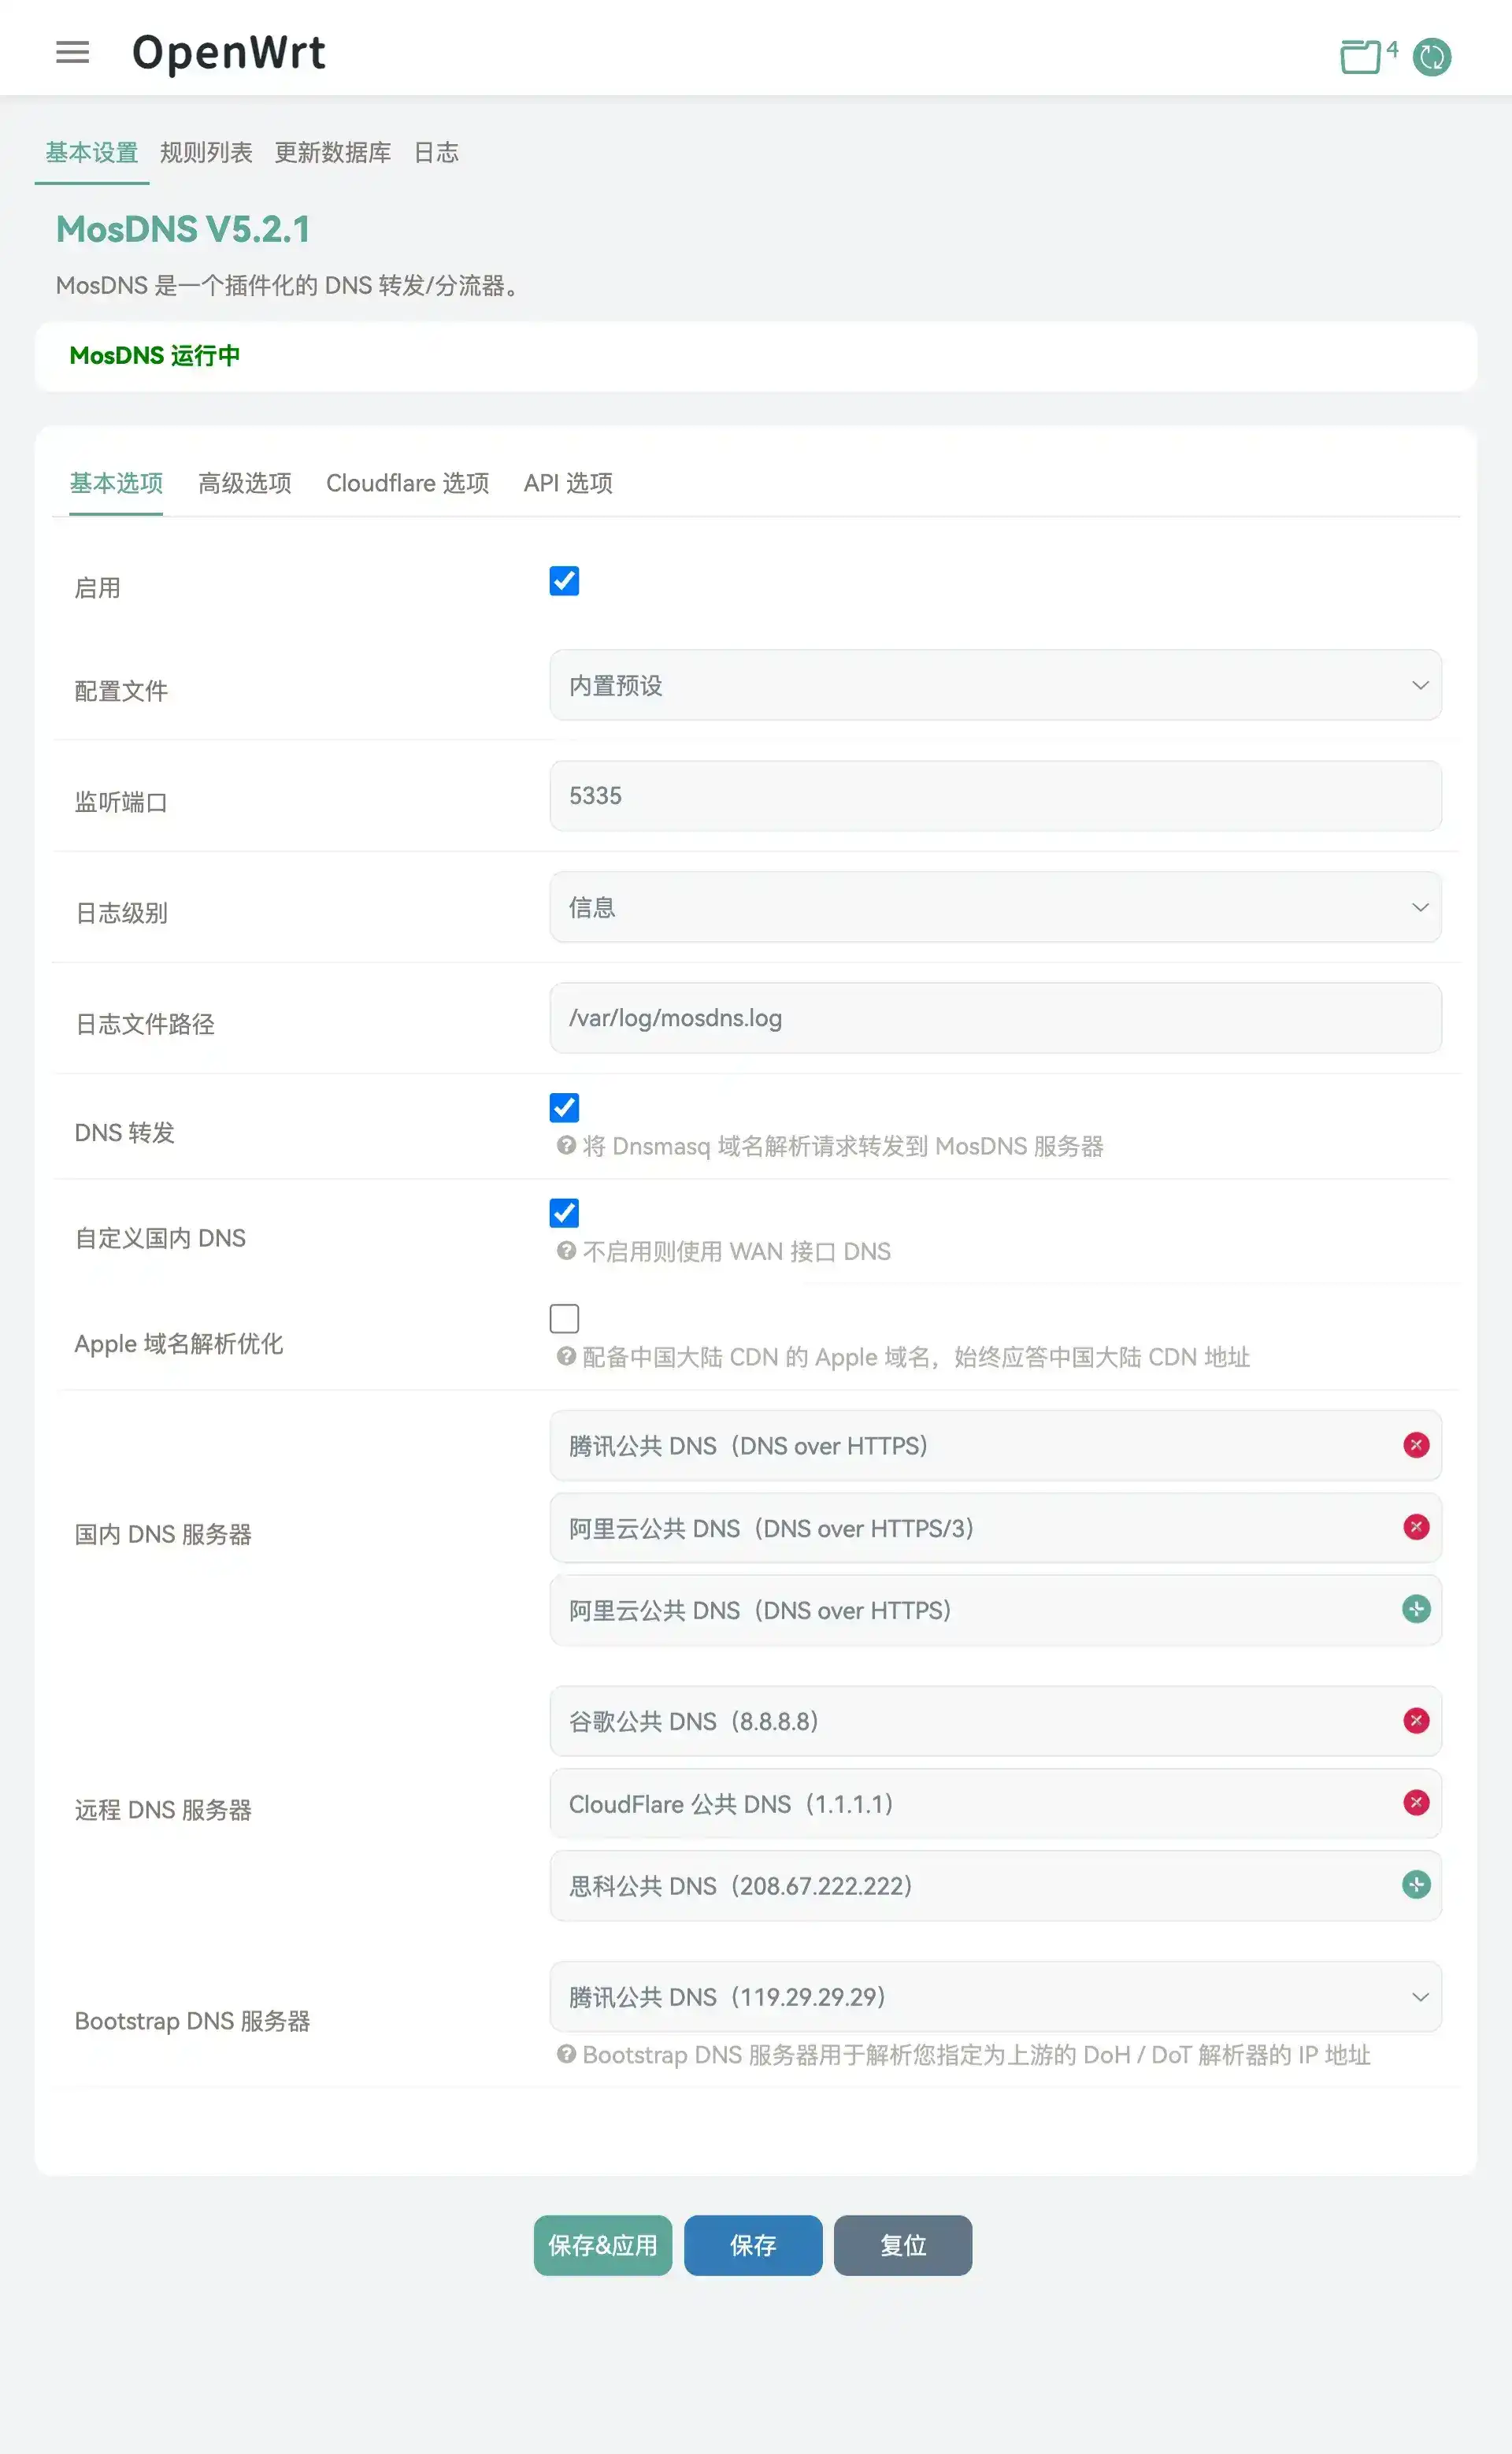 OpenWrt
4
基本设置 规则列表 更新数据库 日志
MosDNS V5.2.1
MosDNS 是一个插件化的 DNS 转发/分流器。
MosDNS 运行中
基本选项 高级选项 Cloudflare 选项 API 选项
启用
配置文件 内置预设
监听端口 5335
日志级别 信息
日志文件路径 /var/log/mosdns.log
DNS 转发
将 Dnsmasq 域名解析请求转发到 MosDNS 服务器
自定义国内 DNS
不启用则使用 WAN 接口 DNS
Apple 域名解析优化
配备中国大陆 CDN 的 Apple 域名，始终应答中国大陆 CDN 地址
国内 DNS 服务器
腾讯公共 DNS（DNS over HTTPS）
阿里云公共 DNS（DNS over HTTPS/3）
阿里云公共 DNS（DNS over HTTPS）
远程 DNS 服务器
谷歌公共 DNS（8.8.8.8）
CloudFlare 公共 DNS（1.1.1.1）
思科公共 DNS（208.67.222.222）
Bootstrap DNS 服务器
腾讯公共 DNS（119.29.29.29）
Bootstrap DNS 服务器用于解析您指定为上游的 DoH / DoT 解析器的 IP 地址
保存&应用 保存 复位